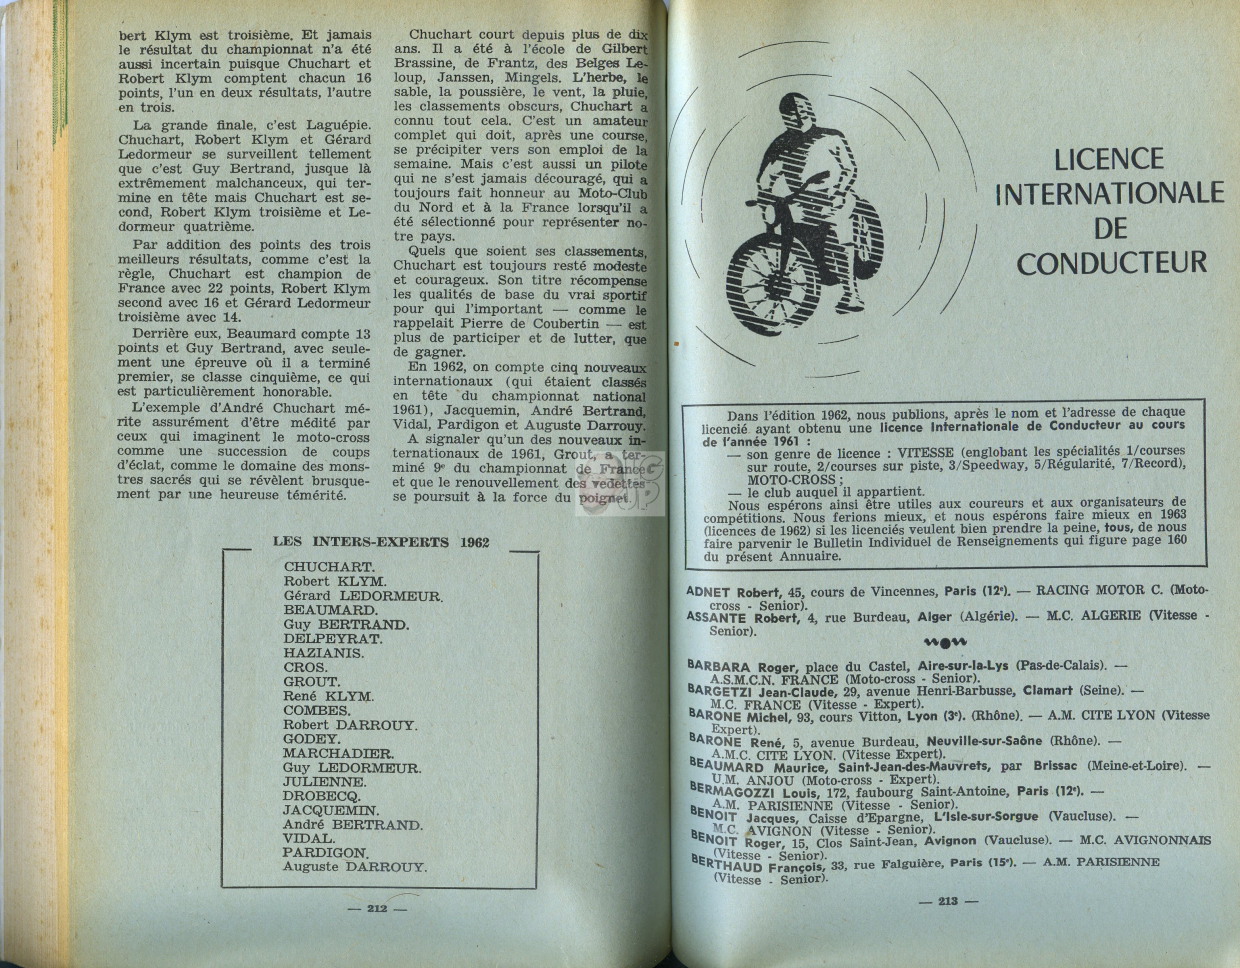 bert Klym est troisième. Et jamais
le résultat du championnat n'a été
aussi incertain puisque Chuchart et
Robert Klym comptent chacun 16
points, l'un en deux résultats, l'autre
en trois.
La grande finale, c'est Laguépie.
Chuchart, Robert Klym et Gérard
Ledormeur se surveillent tellement
que c'est Guy Bertrand, jusque là
extrêmement malchanceux, qui ter-
mine en tête mais Chuchart est se-
cond, Robert Klym troisième et Le-
dormeur quatrième.
Par addition des points des trois
meilleurs résultats, comme c'est la
règle, Chuchart est champion de
France avec 22 points, Robert Klym
second avec 16 et Gérard Ledormeur
troisième avec 14.
Derrière eux, Beaumard compte 13
points et Guy Bertrand, avec seule-
ment une épreuve où il a terminé
premier, se classe cinquième, ce qui
est particulièrement honorable.
L'exemple d'André Chuchart mé-
rite assurément d'être médité par
ceux qui imaginent le moto-cross
comme une succession de coups
d'éclat, comme le domaine des mons-
tres sacrés qui se révèlent brusque-
ment par une heureuse témérité.
Chuchart court depuis plus de dix
ans. Il a été à l'école de Gilbert
Brassine, de Frantz, des Belges Le-
loup, Janssen, Mingels. L'herbe, le
sable, la poussière, le vent, la pluie,
les classements obscurs, Chuchart a
connu tout cela. C'est un amateur
complet qui doit, après une course,
se précipiter vers son emploi de la
semaine. Mais c'est aussi un pilote
qui ne s'est jamais découragé, qui a
toujours fait honneur au Moto-Club
du Nord et à la France lorsqu'il a
été sélectionné pour représenter no-
tre pays.
Quels que soient ses classements,
Chuchart est toujours resté modeste
et courageux. Son titre récompense
les qualités de base du vrai sportif
pour qui l'important — comme le
rappelait Pierre de Coubertin — est
plus de participer et de lutter, que
de gagner.
En 1962, on compte cinq nouveaux
internationaux (qui étaient classés
en tête du championnat national
1961), Jacquemin, André Bertrand,
Vidal, Pardigon et Auguste Darrouy.
A signaler qu'un des nouveaux in-
ternationaux de 1961, Grout, a ter-
miné 9e du championnat de France
et que le renouvellement des vedettes
se poursuit à la force du poignet.
LES INTERS-EXPERTS 1962
CHUCHART.
Robert KLYM.
Gérard LEDORMEUR.
BEAUMARD.
Guy BERTRAND.
DELPEYRAT.
HAZIANIS.
CROS.
GROUT.
René KLYM.
COMBES.
Robert DARROUY.
GODEY.
MARCHADIER.
Guy LEDORMEUR.
JULIENNE.
DROBECQ.
JACQUEMIN.
André BERTRAND.
VIDAL.
PARDIGON.
Auguste DARROUY.
— 212 —
LICENCE
INTERNATIONALE
DE
CONDUCTEUR
Dans l'édition 1962, nous publions, après le nom et l'adresse de chaque
licencié ayant obtenu une licence Internationale de Conducteur au cours
de l'année 1961 :
— son genre de licence : VITESSE (englobant les spécialités 1/courses
sur route, 2/courses sur piste, 3/Speedway, 5/Régularité, 7/Record),
MOTO-CROSS ;
— le club auquel il appartient.
Nous espérons ainsi être utiles aux coureurs et aux organisateurs de
compétitions. Nous ferions mieux, et nous espérons faire mieux en 1963
(licences de 1962) si les licenciés veulent bien prendre la peine, tous, de nous
faire parvenir le Bulletin Individuel de Renseignements qui figure page 160
du présent Annuaire.
ADNET Robert, 45, cours de Vincennes, Paris (12e). — RACING MOTOR C. (Moto-
cross - Senior).
ASSANTE Robert, 4, rue Burdeau, Alger (Algérie). — M.C. ALGERIE (Vitesse -
Senior).
BARBARA Roger, place du Castel, Aire-sur-la-Lys (Pas-de-Calais). —
A.S.M.C.N. FRANCE (Moto-cross - Senior).
BARGETZI Jean-Claude, 29, avenue Henri-Barbusse, Clamart (Seine). —
M.C. FRANCE (Vitesse - Expert).
BARONE Michel, 93, cours Vitton, Lyon (3e). (Rhône). — A.M. CITE LYON (Vitesse
Expert).
BARONE René, 5, avenue Burdeau, Neuville-sur-Saône (Rhône). —
A.M.C. CITE LYON. (Vitesse Expert).
BEAUMARD Maurice, Saint-Jean-des-Mauvrets, par Brissac (Meine-et-Loire). —
U.M. ANJOU (Moto-cross - Expert).
BERMAGOZZI Louis, 172, faubourg Saint-Antoine, Paris (12e). —
A.M. PARISIENNE (Vitesse - Senior).
BENOIT Jacques, Caisse d'Epargne, L'Isle-sur-Sorgue (Vaucluse). —
M.C. AVIGNON (Vitesse - Senior).
BENOIT Roger, 15, Clos Saint-Jean, Avignon (Vaucluse). — M.C. AVIGNONNAIS
(Vitesse - Senior).
BERTHAUD François, 33, rue Falguière, Paris (15e). — A.M. PARISIENNE
(Vitesse - Senior).
— 213 —